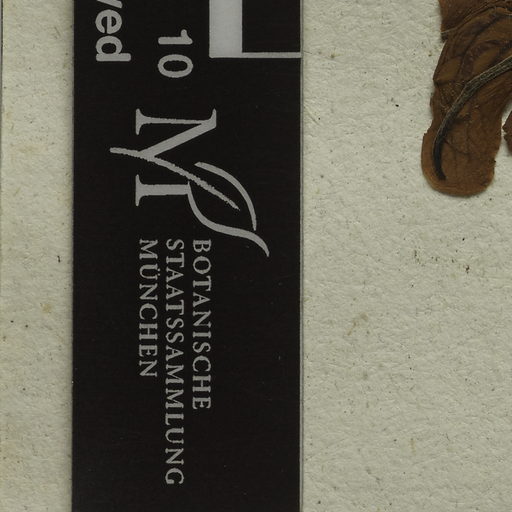 10
BOTANISCHE
STAATSSAMMLUNG
MÜNCHEN